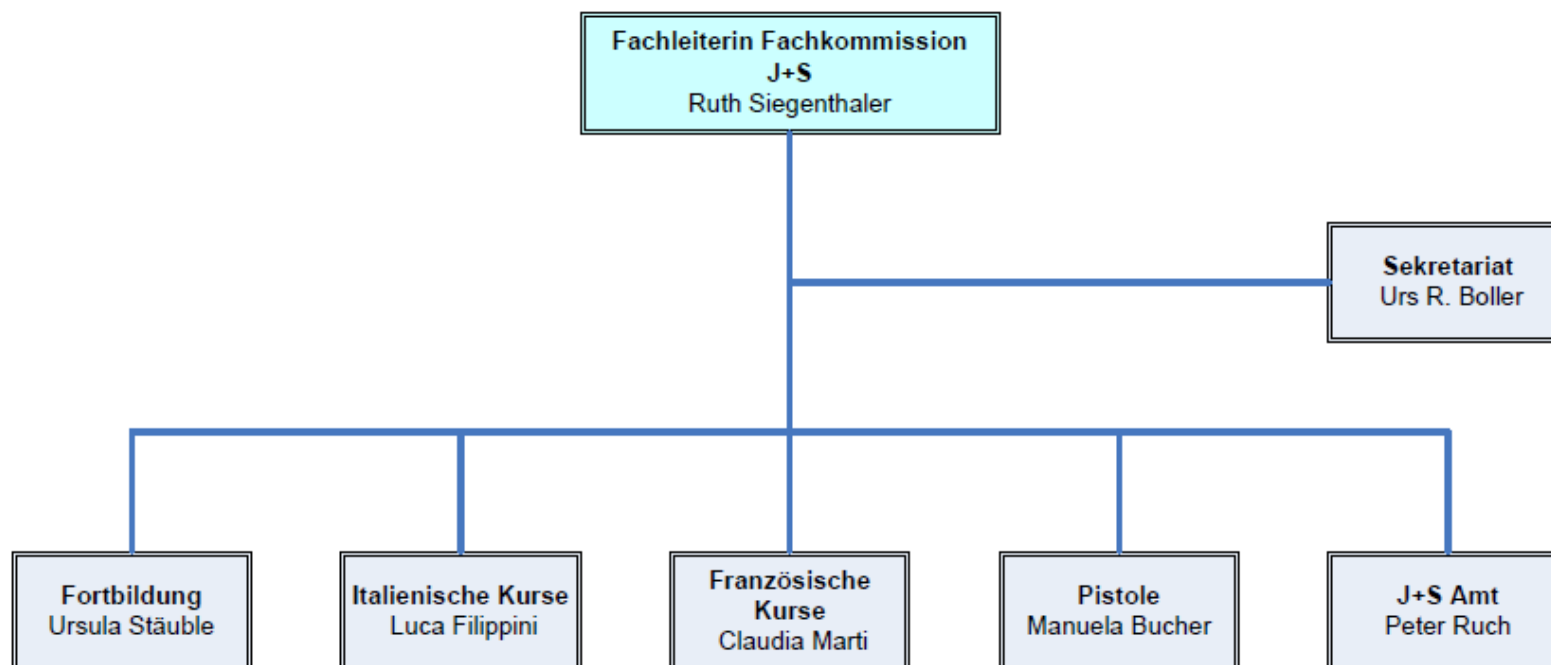 Fachleiterin Fachkommission
J+S
Ruth Siegenthaler
Sekretariat
Urs R. Boller
Fortbildung
Ursula Stäuble
Italienische Kurse
Luca Filippini
Französische
Kurse
Claudia Marti
Pistole
Manuela Bucher
J+S Amt
Peter Ruch